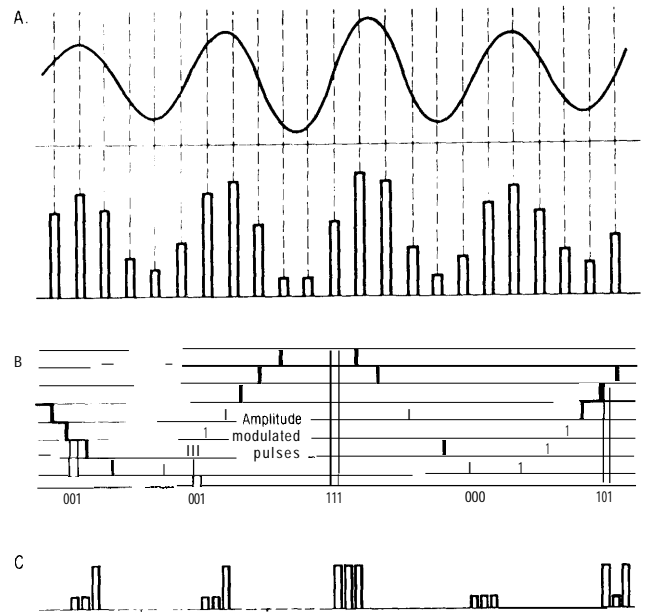 A.
B
Amplitude
modulated
pulses
001 001 111 000 101
C